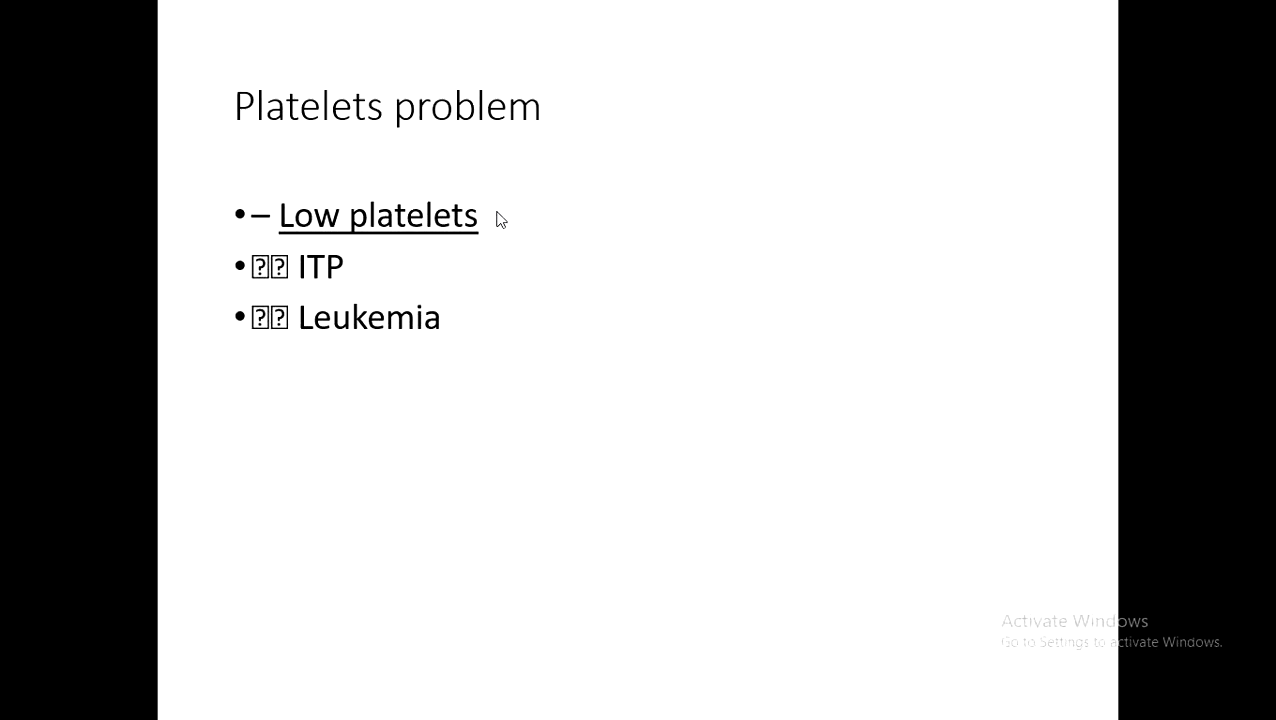 Platelets problem
• – Low platelets
• ⍰⍰ ITP
• ⍰⍰ Leukemia
Activate Windows
Go to Settings to activate Windows.